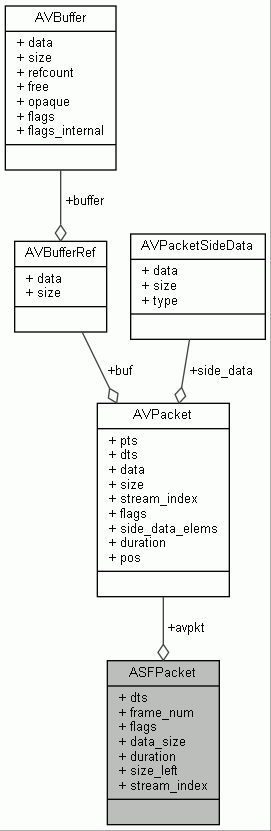 AVBuffer
+ data
+ size
+ refcount
+ free
+ opaque
+ flags
+ flags_internal
+buffer
AVBufferRef
+ data
+ size
AVPacketSideData
+ data
+ size
+ type
+buf
+side_data
AVPacket
+ pts
+ dts
+ data
+ size
+ stream_index
+ flags
+ side_data_elems
+ duration
+ pos
+avpkt
ASFPacket
+ dts
+ frame_num
+ flags
+ data_size
+ duration
+ size_left
+ stream_index